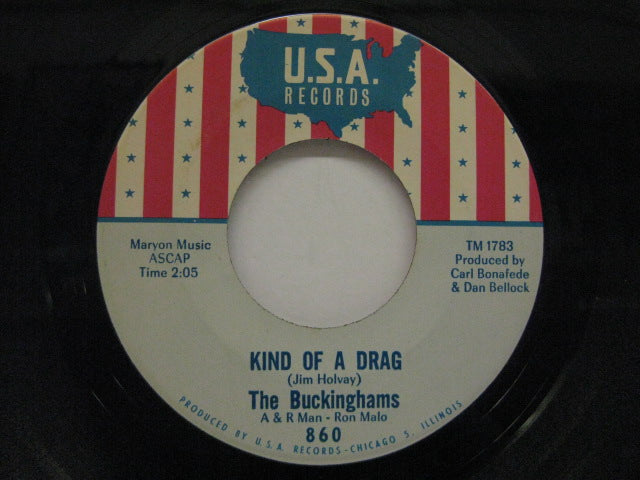 U.S.A.
RECORDS
Maryon Music
ASCAP
Time 2:05
TM 1783
Produced by
Carl Bonafede
& Dan Bellock
KIND OF A DRAG
(Jim Holvay)
The Buckinghams
A & R Man - Ron Malo
860
PRODUCED BY U.S.A. RECORDS - CHICAGO 5, ILLINOIS